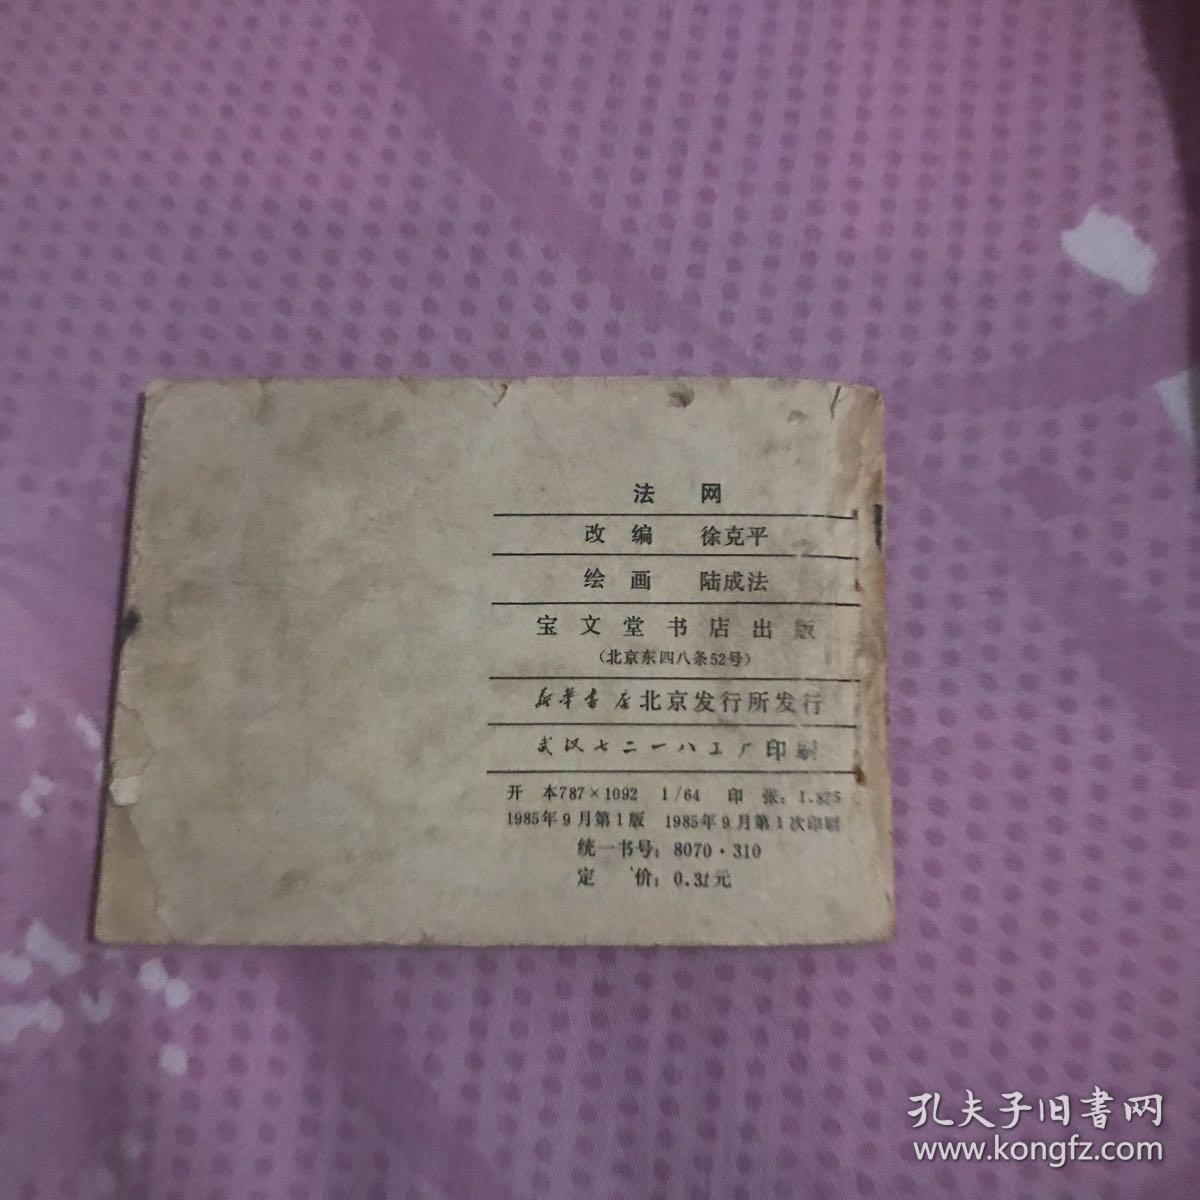 法 网
改 编 徐克平
绘 画 陆成法
宝文堂书店出版
（北京东四八条52号）
新华书店北京发行所发行
武汉七二一八工厂印刷
开 本787×1092 1/64 印 张：1.875
1985年9月第1版 1985年9月第1次印刷
统一书号：8070·310
定 价：元
孔夫子旧書网
www.kongfz.com